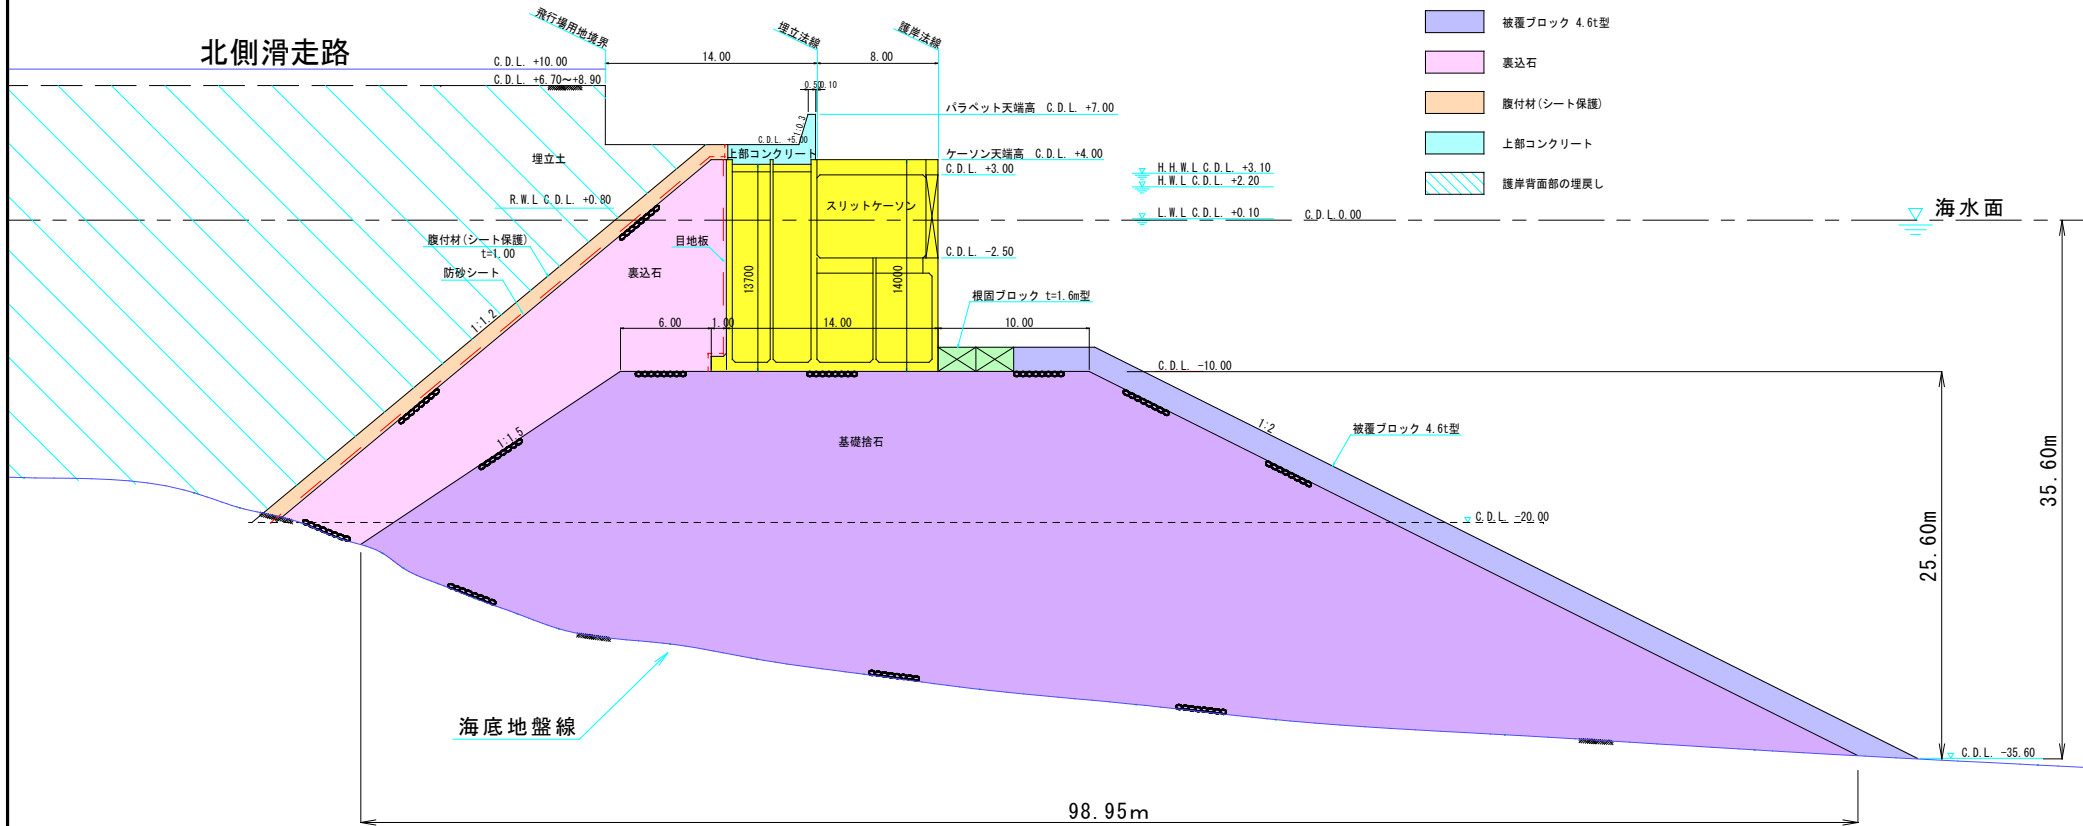 北側滑走路
飛行場用地境界
埋立法線
護岸法線
14.00
8.00
C.D.L. +10.00
C.D.L. +6.70～+8.90
0.50
0.10
1:0.3
パラペット天端高 C.D.L. +7.00
C.D.L. +5.00
上部コンクリート
ケーソン天端高 C.D.L. +4.00
C.D.L. +3.00
埋立土
R.W.L C.D.L. +0.80
スリットケーソン
H.H.W.L C.D.L. +3.10
H.W.L C.D.L. +2.20
L.W.L C.D.L. +0.10
C.D.L 0.00
海水面
腹付材(シート保護)
t=1.00
防砂シート
目地板
裏込石
C.D.L. -2.50
13700
14000
根固ブロック t=1.6m型
1:1.2
6.00
1.00
14.00
10.00
C.D.L. -10.00
1:1.5
基礎捨石
1:2
被覆ブロック 4.6t型
C.D.L. -20.00
25.60m
35.60m
海底地盤線
C.D.L. -35.60
98.95m
被覆ブロック 4.6t型
裏込石
腹付材(シート保護)
上部コンクリート
護岸背面部の埋戻し